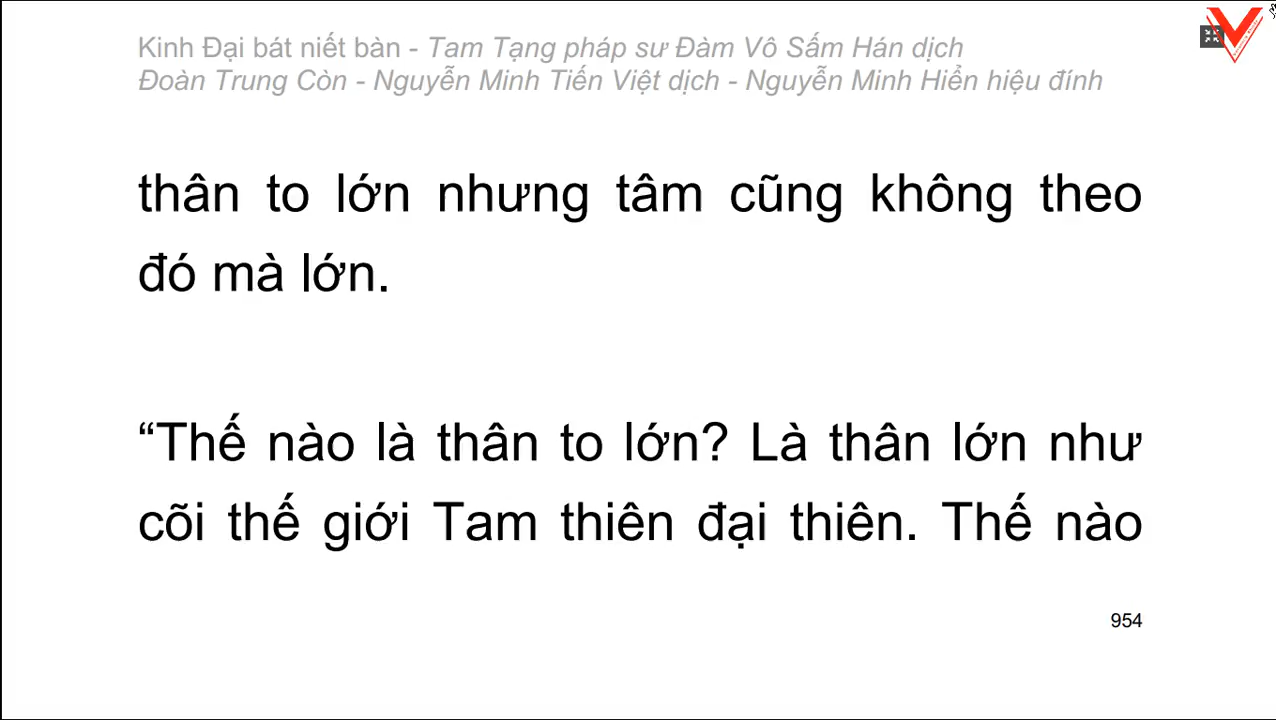 Kinh Đại bát niết bàn - Tam Tạng pháp sư Đàm Vô Sấm Hán dịch
Đoàn Trung Còn - Nguyễn Minh Tiến Việt dịch - Nguyễn Minh Hiển hiệu đính
thân to lớn nhưng tâm cũng không theo
đó mà lớn.
“Thế nào là thân to lớn? Là thân lớn như
cõi thế giới Tam thiên đại thiên. Thế nào
954